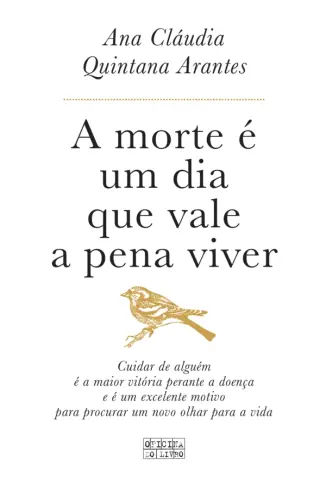 Ana Cláudia
Quintana Arantes
A morte é
um dia
que vale
a pena viver
Cuidar de alguém
é a maior vitória perante a doença
e é um excelente motivo
para procurar um novo olhar para a vida
OFICINA
DO LIVRO